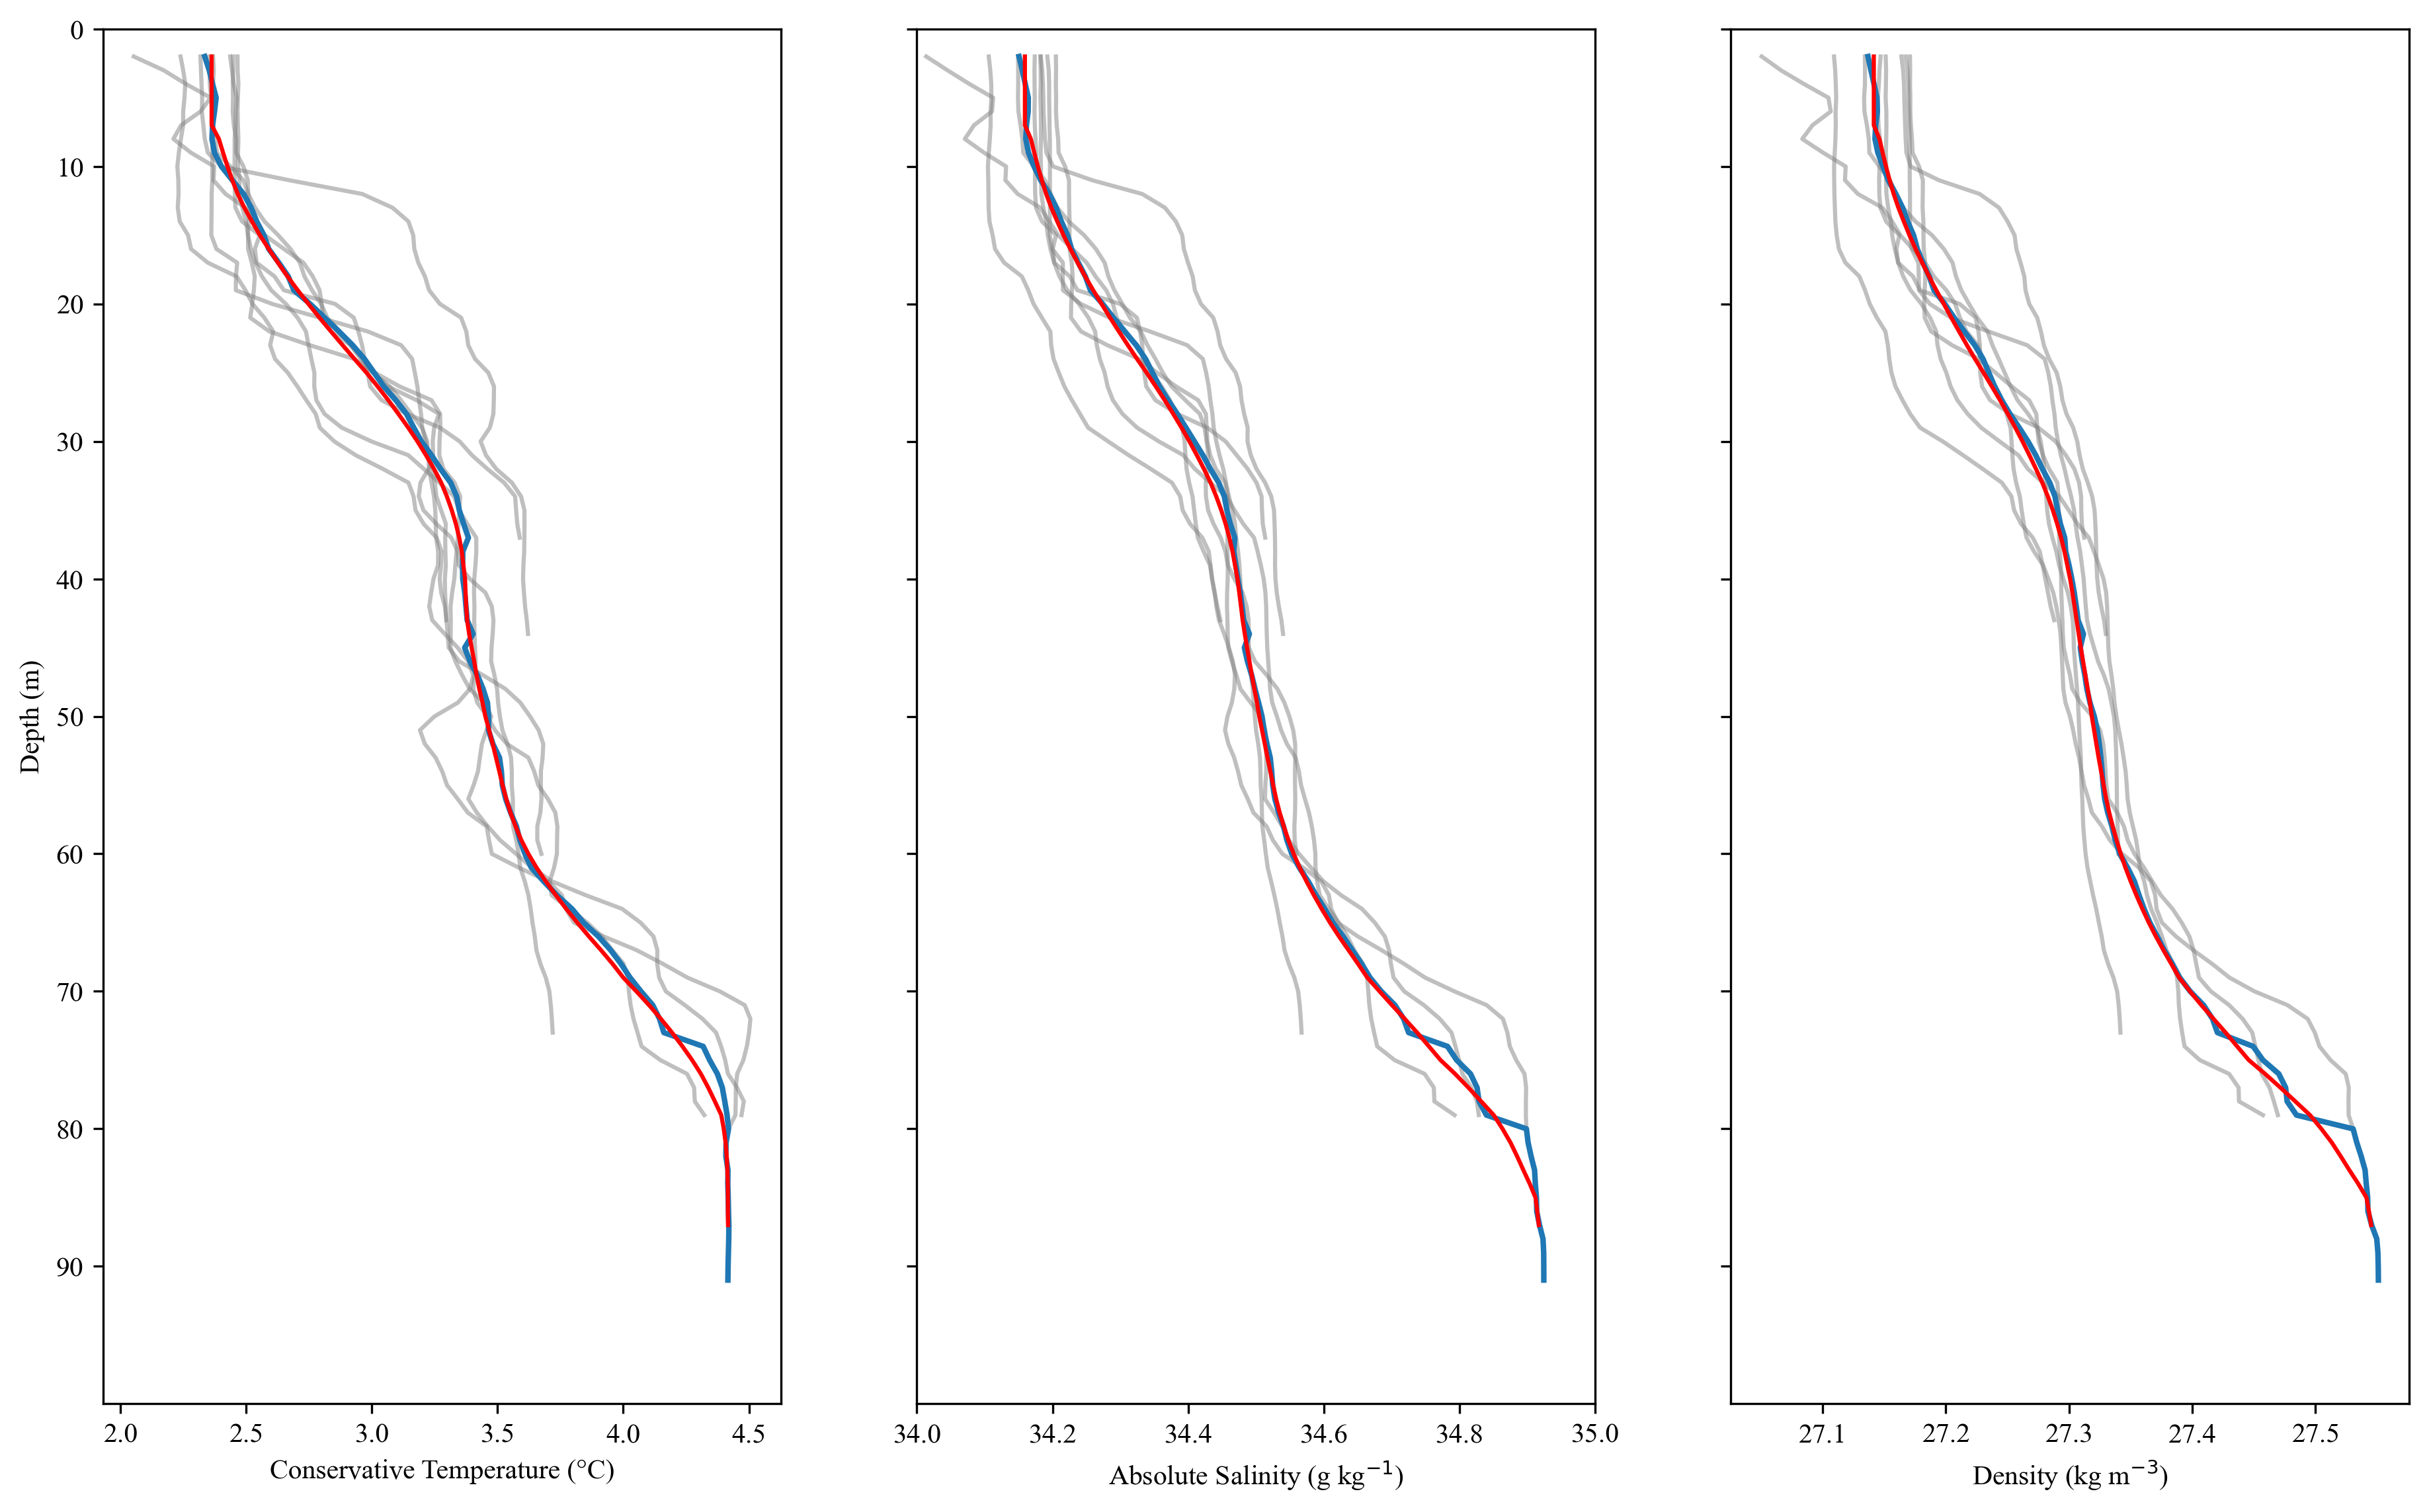 0
10
20
30
40
50
60
70
80
90
Depth (m)
2.0 2.5 3.0 3.5 4.0 4.5
Conservative Temperature (°C)
34.0 34.2 34.4 34.6 34.8 35.0
Absolute Salinity (g kg⁻¹)
27.1 27.2 27.3 27.4 27.5
Density (kg m⁻³)